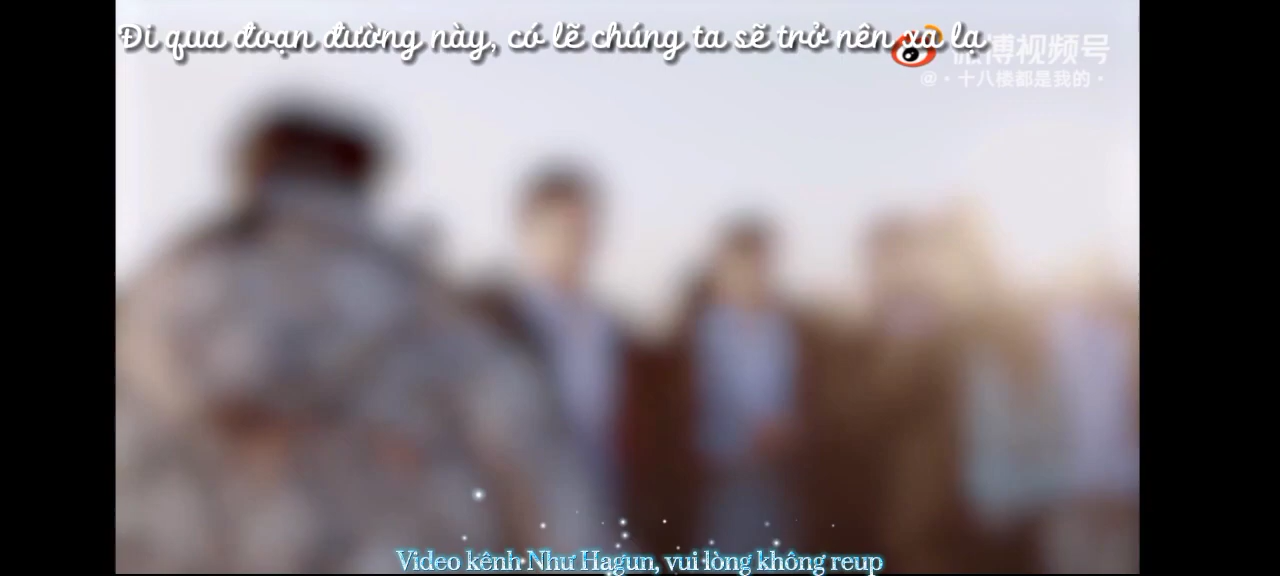 Đi qua đoạn đường này, có lẽ chúng ta sẽ trở nên xa lạ
微博视频号
@·十八楼都是我的·
Video kênh Như Hagun, vui lòng không reup